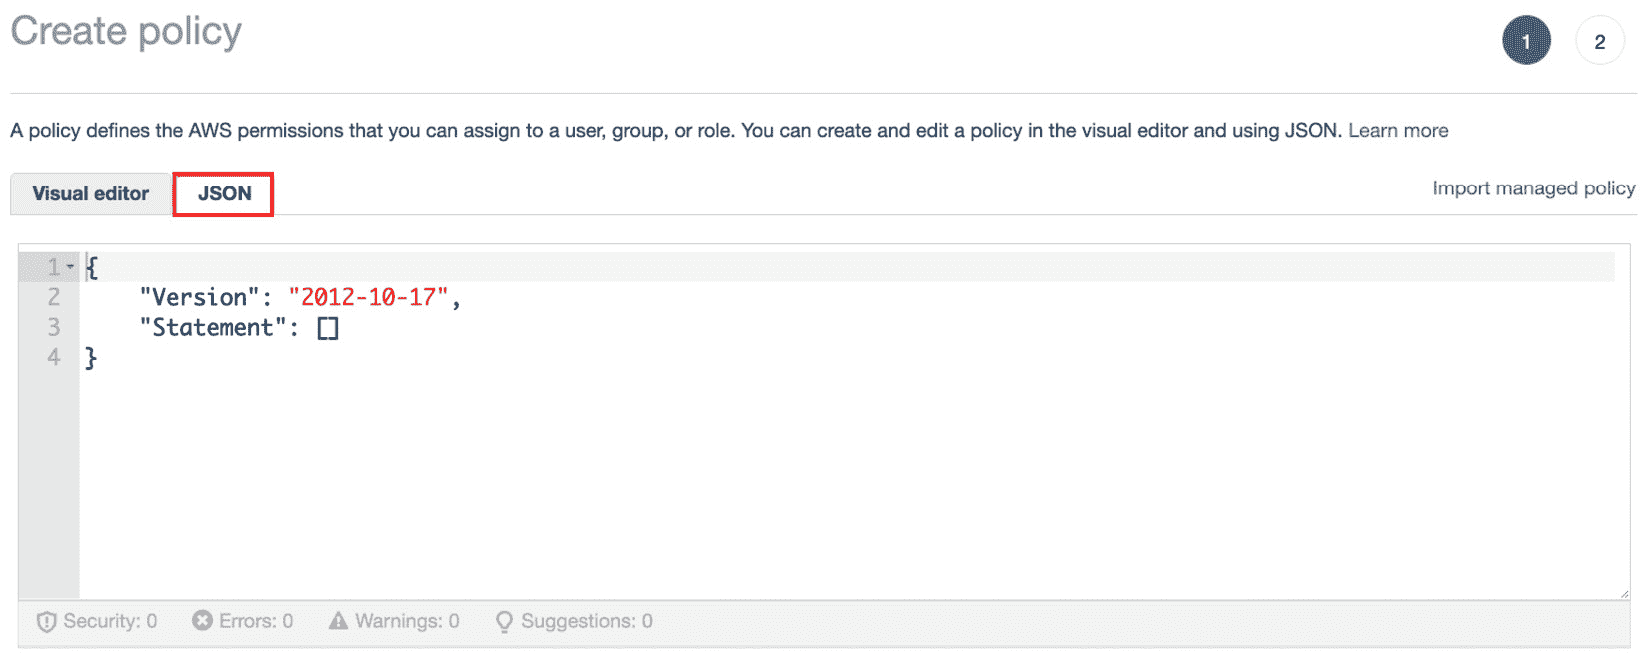 Create policy
1
2
A policy defines the AWS permissions that you can assign to a user, group, or role. You can create and edit a policy in the visual editor and using JSON. Learn more
Visual editor
JSON
Import managed policy
1 {
2     "Version": "2012-10-17",
3     "Statement": []
4 }
Security: 0 Errors: 0 Warnings: 0 Suggestions: 0